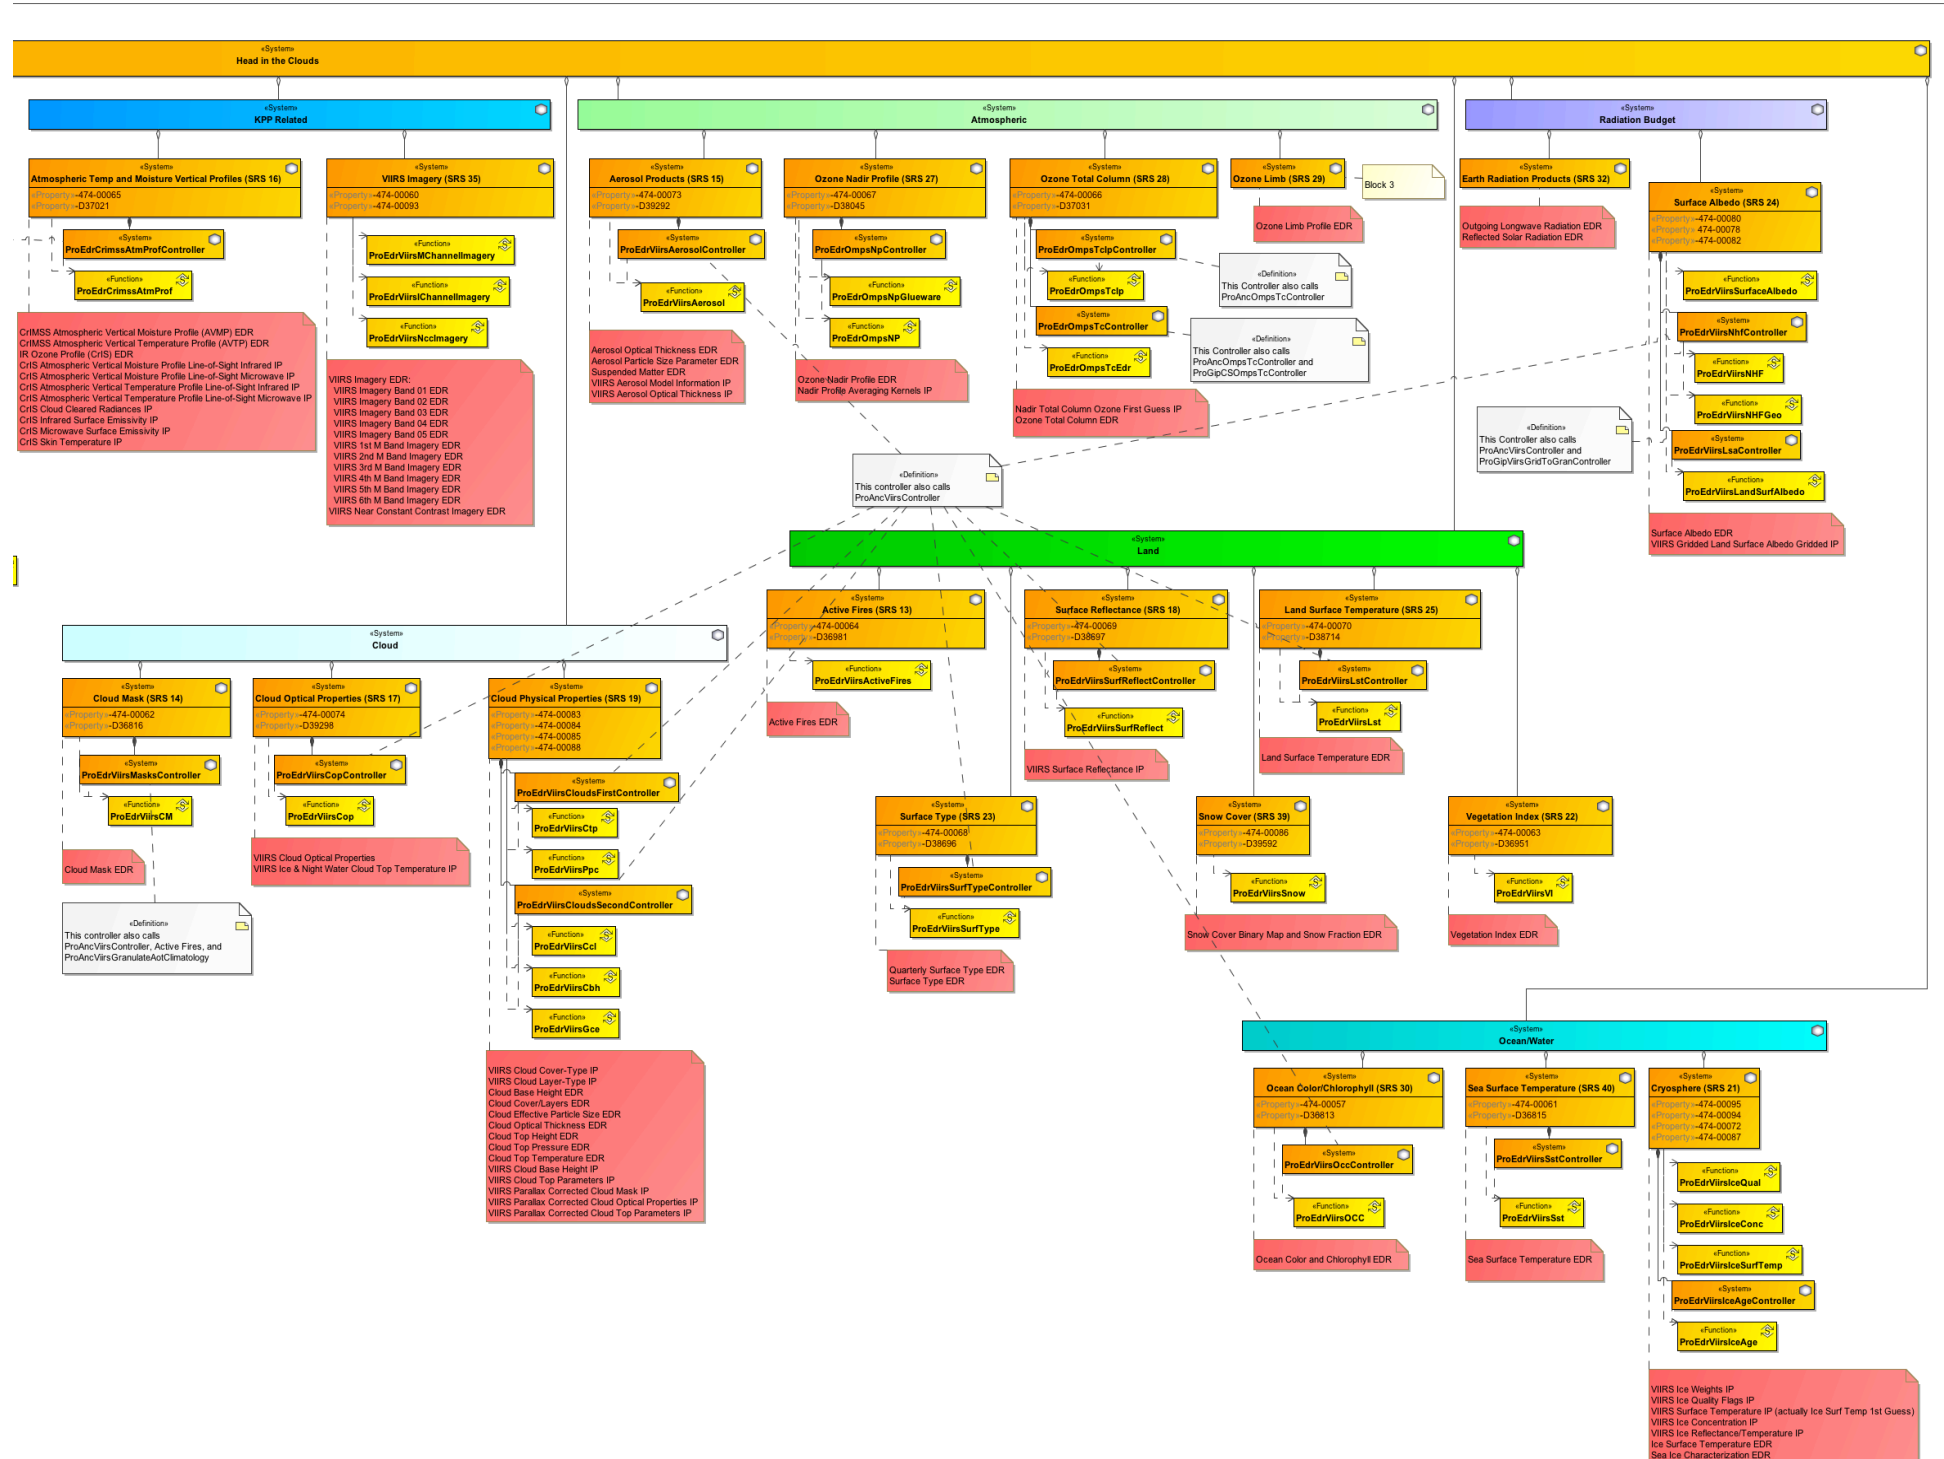 «System»
Head in the Clouds
«System»
KPP Related
«System»
Atmospheric Temp and Moisture Vertical Profiles (SRS 16)
«Property»-474-00065
«Property»-D37021
«System»
ProEdrCrimssAtmProfController
«Function»
ProEdrCrimssAtmProf
CrIMSS Atmospheric Vertical Moisture Profile (AVMP) EDR
CrIMSS Atmospheric Vertical Temperature Profile (AVTP) EDR
IR Ozone Profile (CrIS) EDR
CrIS Atmospheric Vertical Moisture Profile Line-of-Sight Infrared IP
CrIS Atmospheric Vertical Moisture Profile Line-of-Sight Microwave IP
CrIS Atmospheric Vertical Temperature Profile Line-of-Sight Infrared IP
CrIS Atmospheric Vertical Temperature Profile Line-of-Sight Microwave IP
CrIS Cloud Cleared Radiances IP
CrIS Infrared Surface Emissivity IP
CrIS Microwave Surface Emissivity IP
CrIS Skin Temperature IP
«System»
VIIRS Imagery (SRS 35)
«Property»-474-00060
«Property»-474-00093
«Function»
ProEdrViirsMChannelImagery
«Function»
ProEdrViirsIChannelImagery
«Function»
ProEdrViirsNccImagery
VIIRS Imagery EDR:
VIIRS Imagery Band 01 EDR
VIIRS Imagery Band 02 EDR
VIIRS Imagery Band 03 EDR
VIIRS Imagery Band 04 EDR
VIIRS Imagery Band 05 EDR
VIIRS 1st M Band Imagery EDR
VIIRS 2nd M Band Imagery EDR
VIIRS 3rd M Band Imagery EDR
VIIRS 4th M Band Imagery EDR
VIIRS 5th M Band Imagery EDR
VIIRS 6th M Band Imagery EDR
VIIRS Near Constant Contrast Imagery EDR
«System»
Atmospheric
«System»
Aerosol Products (SRS 15)
«Property»-474-00073
«Property»-D39292
«System»
ProEdrViirsAerosolController
«Function»
ProEdrViirsAerosol
Aerosol Optical Thickness EDR
Aerosol Particle Size Parameter EDR
Suspended Matter EDR
VIIRS Aerosol Model Information IP
VIIRS Aerosol Optical Thickness IP
«System»
Ozone Nadir Profile (SRS 27)
«Property»-474-00067
«Property»-D38045
«System»
ProEdrOmpsNpController
«Function»
ProEdrOmpsNpGlueware
«Function»
ProEdrOmpsNP
Ozone Nadir Profile EDR
Nadir Profile Averaging Kernels IP
«System»
Ozone Total Column (SRS 28)
«Property»-474-00066
«Property»-D37031
«System»
ProEdrOmpsTcIpController
«Function»
ProEdrOmpsTcIp
«System»
ProEdrOmpsTcController
«Function»
ProEdrOmpsTcEdr
Nadir Total Column Ozone First Guess IP
Ozone Total Column EDR
«System»
Ozone Limb (SRS 29)
Block 3
Ozone Limb Profile EDR
«Definition»
This Controller also calls
ProAncOmpsTcController
«Definition»
This Controller also calls
ProAncOmpsTcController and
ProGipCSOmpsTcController
«Definition»
This controller also calls
ProAncViirsController
«System»
Radiation Budget
«System»
Earth Radiation Products (SRS 32)
Outgoing Longwave Radiation EDR
Reflected Solar Radiation EDR
«System»
Surface Albedo (SRS 24)
«Property»-474-00080
«Property»-474-00078
«Property»-474-00082
«Function»
ProEdrViirsSurfaceAlbedo
«System»
ProEdrViirsNhfController
«Function»
ProEdrViirsNHF
«Function»
ProEdrViirsNHFGeo
«System»
ProEdrViirsLsaController
«Function»
ProEdrViirsLandSurfAlbedo
«Definition»
This Controller also calls
ProAncViirsController and
ProGipViirsGridToGranController
Surface Albedo EDR
VIIRS Gridded Land Surface Albedo Gridded IP
«System»
Land
«System»
Active Fires (SRS 13)
«Property»-474-00064
«Property»-D36981
«Function»
ProEdrViirsActiveFires
Active Fires EDR
«System»
Surface Reflectance (SRS 18)
«Property»-474-00069
«Property»-D38697
«System»
ProEdrViirsSurfReflectController
«Function»
ProEdrViirsSurfReflect
VIIRS Surface Reflectance IP
«System»
Land Surface Temperature (SRS 25)
«Property»-474-00070
«Property»-D38714
«System»
ProEdrViirsLstController
«Function»
ProEdrViirsLst
Land Surface Temperature EDR
«System»
Surface Type (SRS 23)
«Property»-474-00068
«Property»-D38696
«System»
ProEdrViirsSurfTypeController
«Function»
ProEdrViirsSurfType
Quarterly Surface Type EDR
Surface Type EDR
«System»
Snow Cover (SRS 39)
«Property»-474-00086
«Property»-D39592
«Function»
ProEdrViirsSnow
Snow Cover Binary Map and Snow Fraction EDR
«System»
Vegetation Index (SRS 22)
«Property»-474-00063
«Property»-D36951
«Function»
ProEdrViirsVI
Vegetation Index EDR
«System»
Cloud
«System»
Cloud Mask (SRS 14)
«Property»-474-00062
«Property»-D36816
«System»
ProEdrViirsMasksController
«Function»
ProEdrViirsCM
Cloud Mask EDR
«Definition»
This controller also calls
ProAncViirsController, Active Fires, and
ProAncViirsGranulateAotClimatology
«System»
Cloud Optical Properties (SRS 17)
«Property»-474-00074
«Property»-D39298
«System»
ProEdrViirsCopController
«Function»
ProEdrViirsCop
VIIRS Cloud Optical Properties
VIIRS Ice & Night Water Cloud Top Temperature IP
«System»
Cloud Physical Properties (SRS 19)
«Property»-474-00083
«Property»-474-00084
«Property»-474-00085
«Property»-474-00088
«System»
ProEdrViirsCloudsFirstController
«Function»
ProEdrViirsCtp
«Function»
ProEdrViirsPpc
«System»
ProEdrViirsCloudsSecondController
«Function»
ProEdrViirsCcl
«Function»
ProEdrViirsCbh
«Function»
ProEdrViirsGce
VIIRS Cloud Cover-Type IP
VIIRS Cloud Layer-Type IP
Cloud Base Height EDR
Cloud Cover/Layers EDR
Cloud Effective Particle Size EDR
Cloud Optical Thickness EDR
Cloud Top Height EDR
Cloud Top Pressure EDR
Cloud Top Temperature EDR
VIIRS Cloud Base Height IP
VIIRS Cloud Top Parameters IP
VIIRS Parallax Corrected Cloud Mask IP
VIIRS Parallax Corrected Cloud Optical Properties IP
VIIRS Parallax Corrected Cloud Top Parameters IP
«System»
Ocean/Water
«System»
Ocean Color/Chlorophyll (SRS 30)
«Property»-474-00057
«Property»-D36813
«System»
ProEdrViirsOccController
«Function»
ProEdrViirsOCC
Ocean Color and Chlorophyll EDR
«System»
Sea Surface Temperature (SRS 40)
«Property»-474-00061
«Property»-D36815
«System»
ProEdrViirsSstController
«Function»
ProEdrViirsSst
Sea Surface Temperature EDR
«System»
Cryosphere (SRS 21)
«Property»-474-00095
«Property»-474-00094
«Property»-474-00072
«Property»-474-00087
«Function»
ProEdrViirsIceQual
«Function»
ProEdrViirsIceConc
«Function»
ProEdrViirsIceSurfTemp
«System»
ProEdrViirsIceAgeController
«Function»
ProEdrViirsIceAge
VIIRS Ice Weights IP
VIIRS Ice Quality Flags IP
VIIRS Surface Temperature IP (actually Ice Surf Temp 1st Guess)
VIIRS Ice Concentration IP
VIIRS Ice Reflectance/Temperature IP
Ice Surface Temperature EDR
Sea Ice Characterization EDR